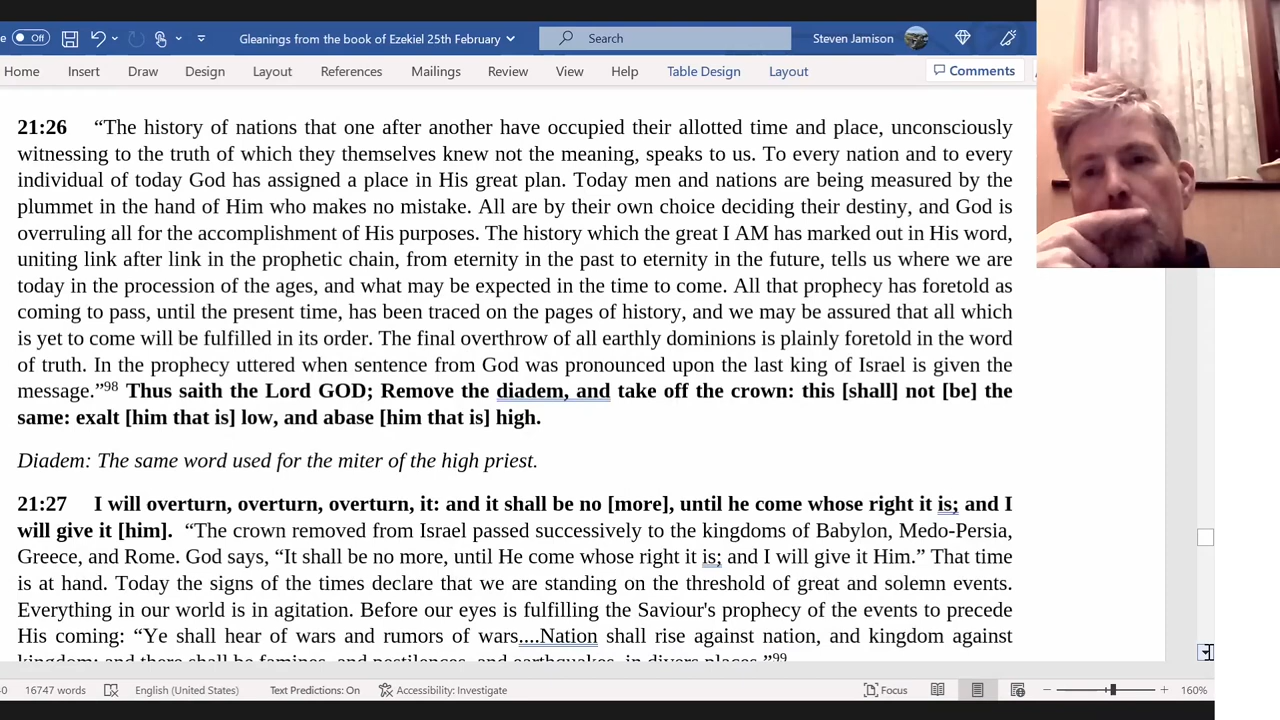 Off Gleanings from the book of Ezekiel 25th February Search Steven Jamison
Home Insert Draw Design Layout References Mailings Review View Help Table Design Layout Comments
21:26 “The history of nations that one after another have occupied their allotted time and place, unconsciously
witnessing to the truth of which they themselves knew not the meaning, speaks to us. To every nation and to every
individual of today God has assigned a place in His great plan. Today men and nations are being measured by the
plummet in the hand of Him who makes no mistake. All are by their own choice deciding their destiny, and God is
overruling all for the accomplishment of His purposes. The history which the great I AM has marked out in His word,
uniting link after link in the prophetic chain, from eternity in the past to eternity in the future, tells us where we are
today in the procession of the ages, and what may be expected in the time to come. All that prophecy has foretold as
coming to pass, until the present time, has been traced on the pages of history, and we may be assured that all which
is yet to come will be fulfilled in its order. The final overthrow of all earthly dominions is plainly foretold in the word
of truth. In the prophecy uttered when sentence from God was pronounced upon the last king of Israel is given the
message.”98 Thus saith the Lord GOD; Remove the diadem, and take off the crown: this [shall] not [be] the
same: exalt [him that is] low, and abase [him that is] high.
Diadem: The same word used for the miter of the high priest.
21:27 I will overturn, overturn, overturn, it: and it shall be no [more], until he come whose right it is; and I
will give it [him]. “The crown removed from Israel passed successively to the kingdoms of Babylon, Medo-Persia,
Greece, and Rome. God says, “It shall be no more, until He come whose right it is; and I will give it Him.” That time
is at hand. Today the signs of the times declare that we are standing on the threshold of great and solemn events.
Everything in our world is in agitation. Before our eyes is fulfilling the Saviour's prophecy of the events to precede
His coming: “Ye shall hear of wars and rumors of wars....Nation shall rise against nation, and kingdom against
kingdom: and there shall be famines, and pestilences, and earthquakes, in divers places.”99
16747 words English (United States) Text Predictions: On Accessibility: Investigate Focus 160%